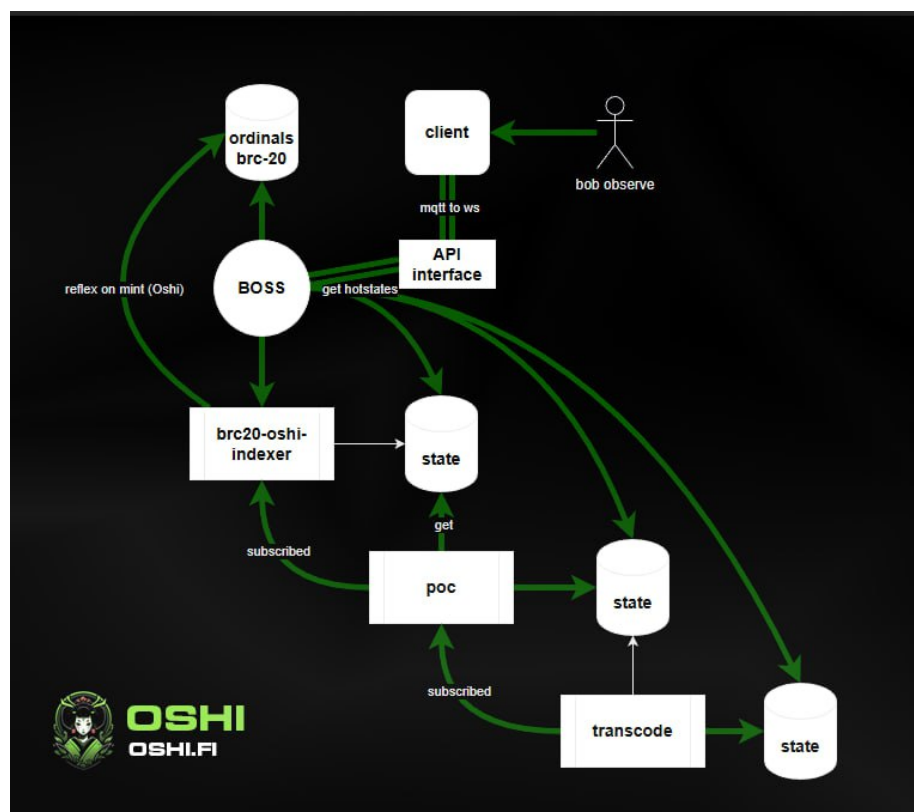 ordinals
brc-20
client
bob observe
mqtt to ws
API
interface
BOSS
get hotstates
reflex on mint (Oshi)
brc20-oshi-
indexer
state
get
subscribed
poc
state
subscribed
transcode
state
OSHI
OSHI.FI